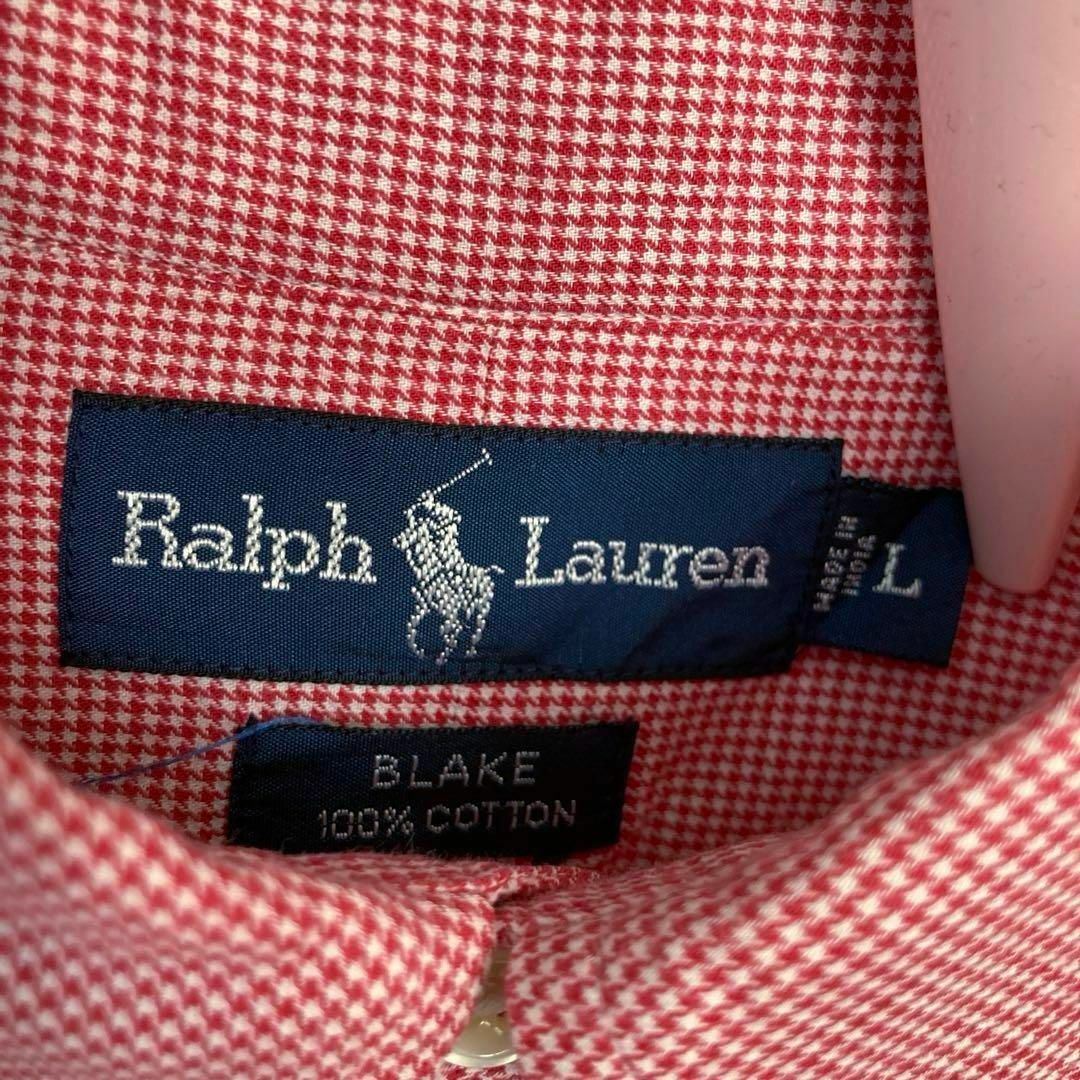 Ralph Lauren
MADE IN
INDIA
L
BLAKE
100% COTTON